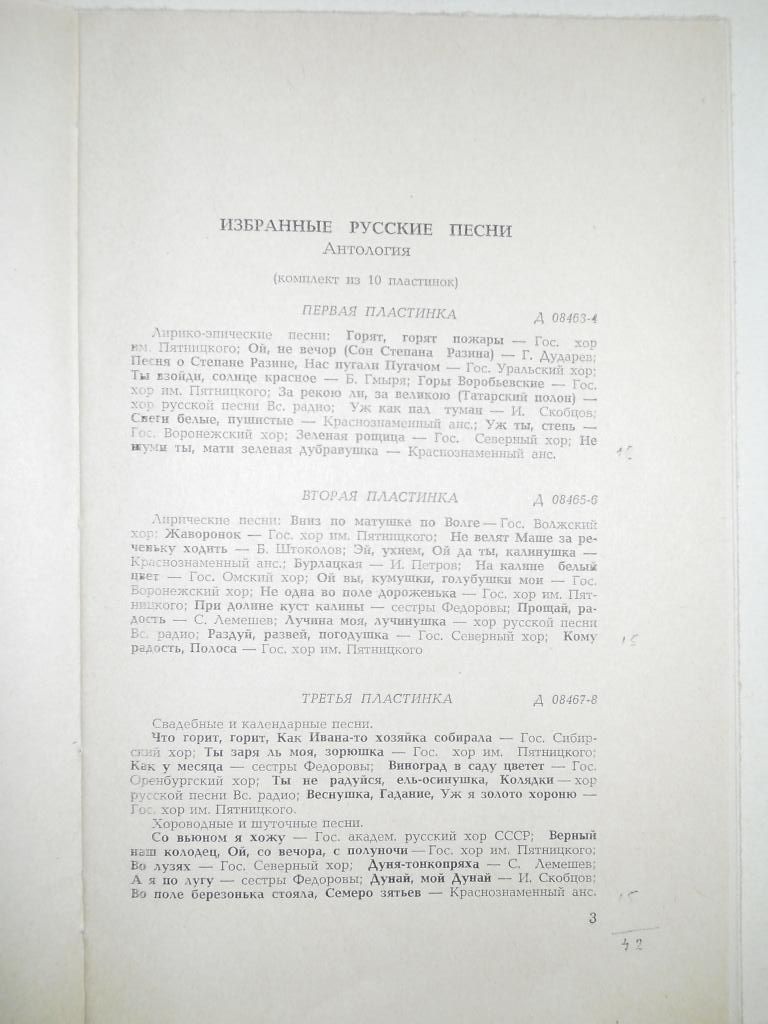 ИЗБРАННЫЕ РУССКИЕ ПЕСНИ
Антология
(комплект из 10 пластинок)
ПЕРВАЯ ПЛАСТИНКА Д 08463-4
Лирико-эпические песни: Горят, горят пожары — Гос. хор
им. Пятницкого; Ой, не вечор (Сон Степана Разина) — Г. Дударев;
Песня о Степане Разине, Нас пугали Пугачом — Гос. Уральский хор;
Ты взойди, солнце красное — Б. Гмыря; Горы Воробьевские — Гос.
хор им. Пятницкого; За рекою ли, за великою (Татарский полон) —
хор русской песни Вс. радио; Уж как пал туман — И. Скобцов;
Снеги белые, пушистые — Краснознаменный анс.; Уж ты, степь —
Гос. Воронежский хор; Зеленая рощица — Гос. Северный хор; Не
шуми ты, мати зеленая дубравушка — Краснознаменный анс.
15
ВТОРАЯ ПЛАСТИНКА Д 08465-6
Лирические песни: Вниз по матушке по Волге — Гос. Волжский
хор; Жаворонок — Гос. хор им. Пятницкого; Не велят Маше за ре-
ченьку ходить — Б. Штоколов; Эй, ухнем, Ой да ты, калинушка —
Краснознаменный анс.; Бурлацкая — И. Петров; На калине белый
цвет — Гос. Омский хор; Ой вы, кумушки, голубушки мои — Гос.
Воронежский хор; Не одна во поле дороженька — Гос. хор им. Пят-
ницкого; При долине куст калины — сестры Федоровы; Прощай, ра-
дость — С. Лемешев; Лучина моя, лучинушка — хор русской песни
Вс. радио; Раздуй, развей, погодушка — Гос. Северный хор; Кому
радость, Полоса — Гос. хор им. Пятницкого
15
ТРЕТЬЯ ПЛАСТИНКА Д 08467-8
Свадебные и календарные песни.
Что горит, горит, Как Ивана-то хозяйка собирала — Гос. Сибир-
ский хор; Ты заря ль моя, зорюшка — Гос. хор им. Пятницкого;
Как у месяца — сестры Федоровы; Виноград в саду цветет — Гос.
Оренбургский хор; Ты не радуйся, ель-осинушка, Колядки — хор
русской песни Вс. радио; Веснушка, Гадание, Уж я золото хороню —
Гос. хор им. Пятницкого.
Хороводные и шуточные песни.
Со вьюном я хожу — Гос. академ. русский хор СССР; Верный
наш колодец, Ой, со вечора, с полуночи — Гос. хор им. Пятницкого;
Во лузях — Гос. Северный хор; Дуня-тонкопряха — С. Лемешев;
А я по лугу — сестры Федоровы; Дунай, мой Дунай — И. Скобцов;
Во поле березонька стояла, Семеро зятьев — Краснознаменный анс.
15
3
42